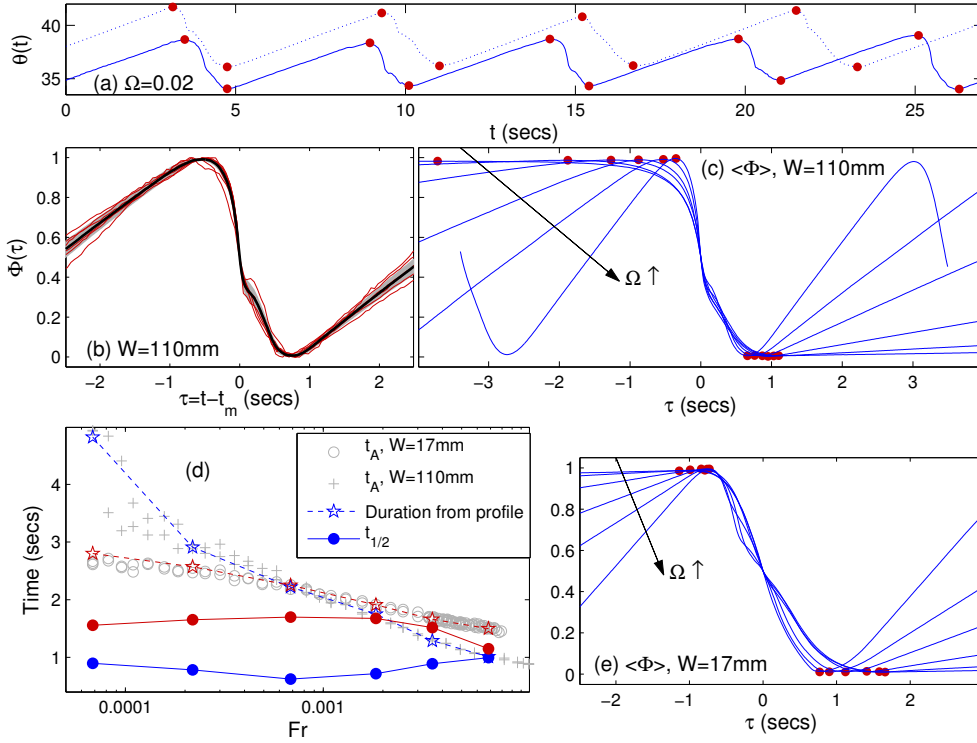 40
35
θ(t)
(a) Ω=0.02
0 5 10 15 20 25
t (secs)
1
0.8
0.6
0.4
0.2
0
Φ(τ)
(b) W=110mm
−2 −1 0 1 2
τ=t−t_m (secs)
(c) <Φ>, W=110mm
Ω ↑
−3 −2 −1 0 1 2 3 4
τ (secs)
(d)
t_A, W=17mm
t_A, W=110mm
Duration from profile
t_1/2
5
4
3
2
1
Time (secs)
0.0001 0.001
Fr
1
0.8
0.6
0.4
0.2
0
Ω ↑
(e) <Φ>, W=17mm
−2 −1 0 1 2
τ (secs)